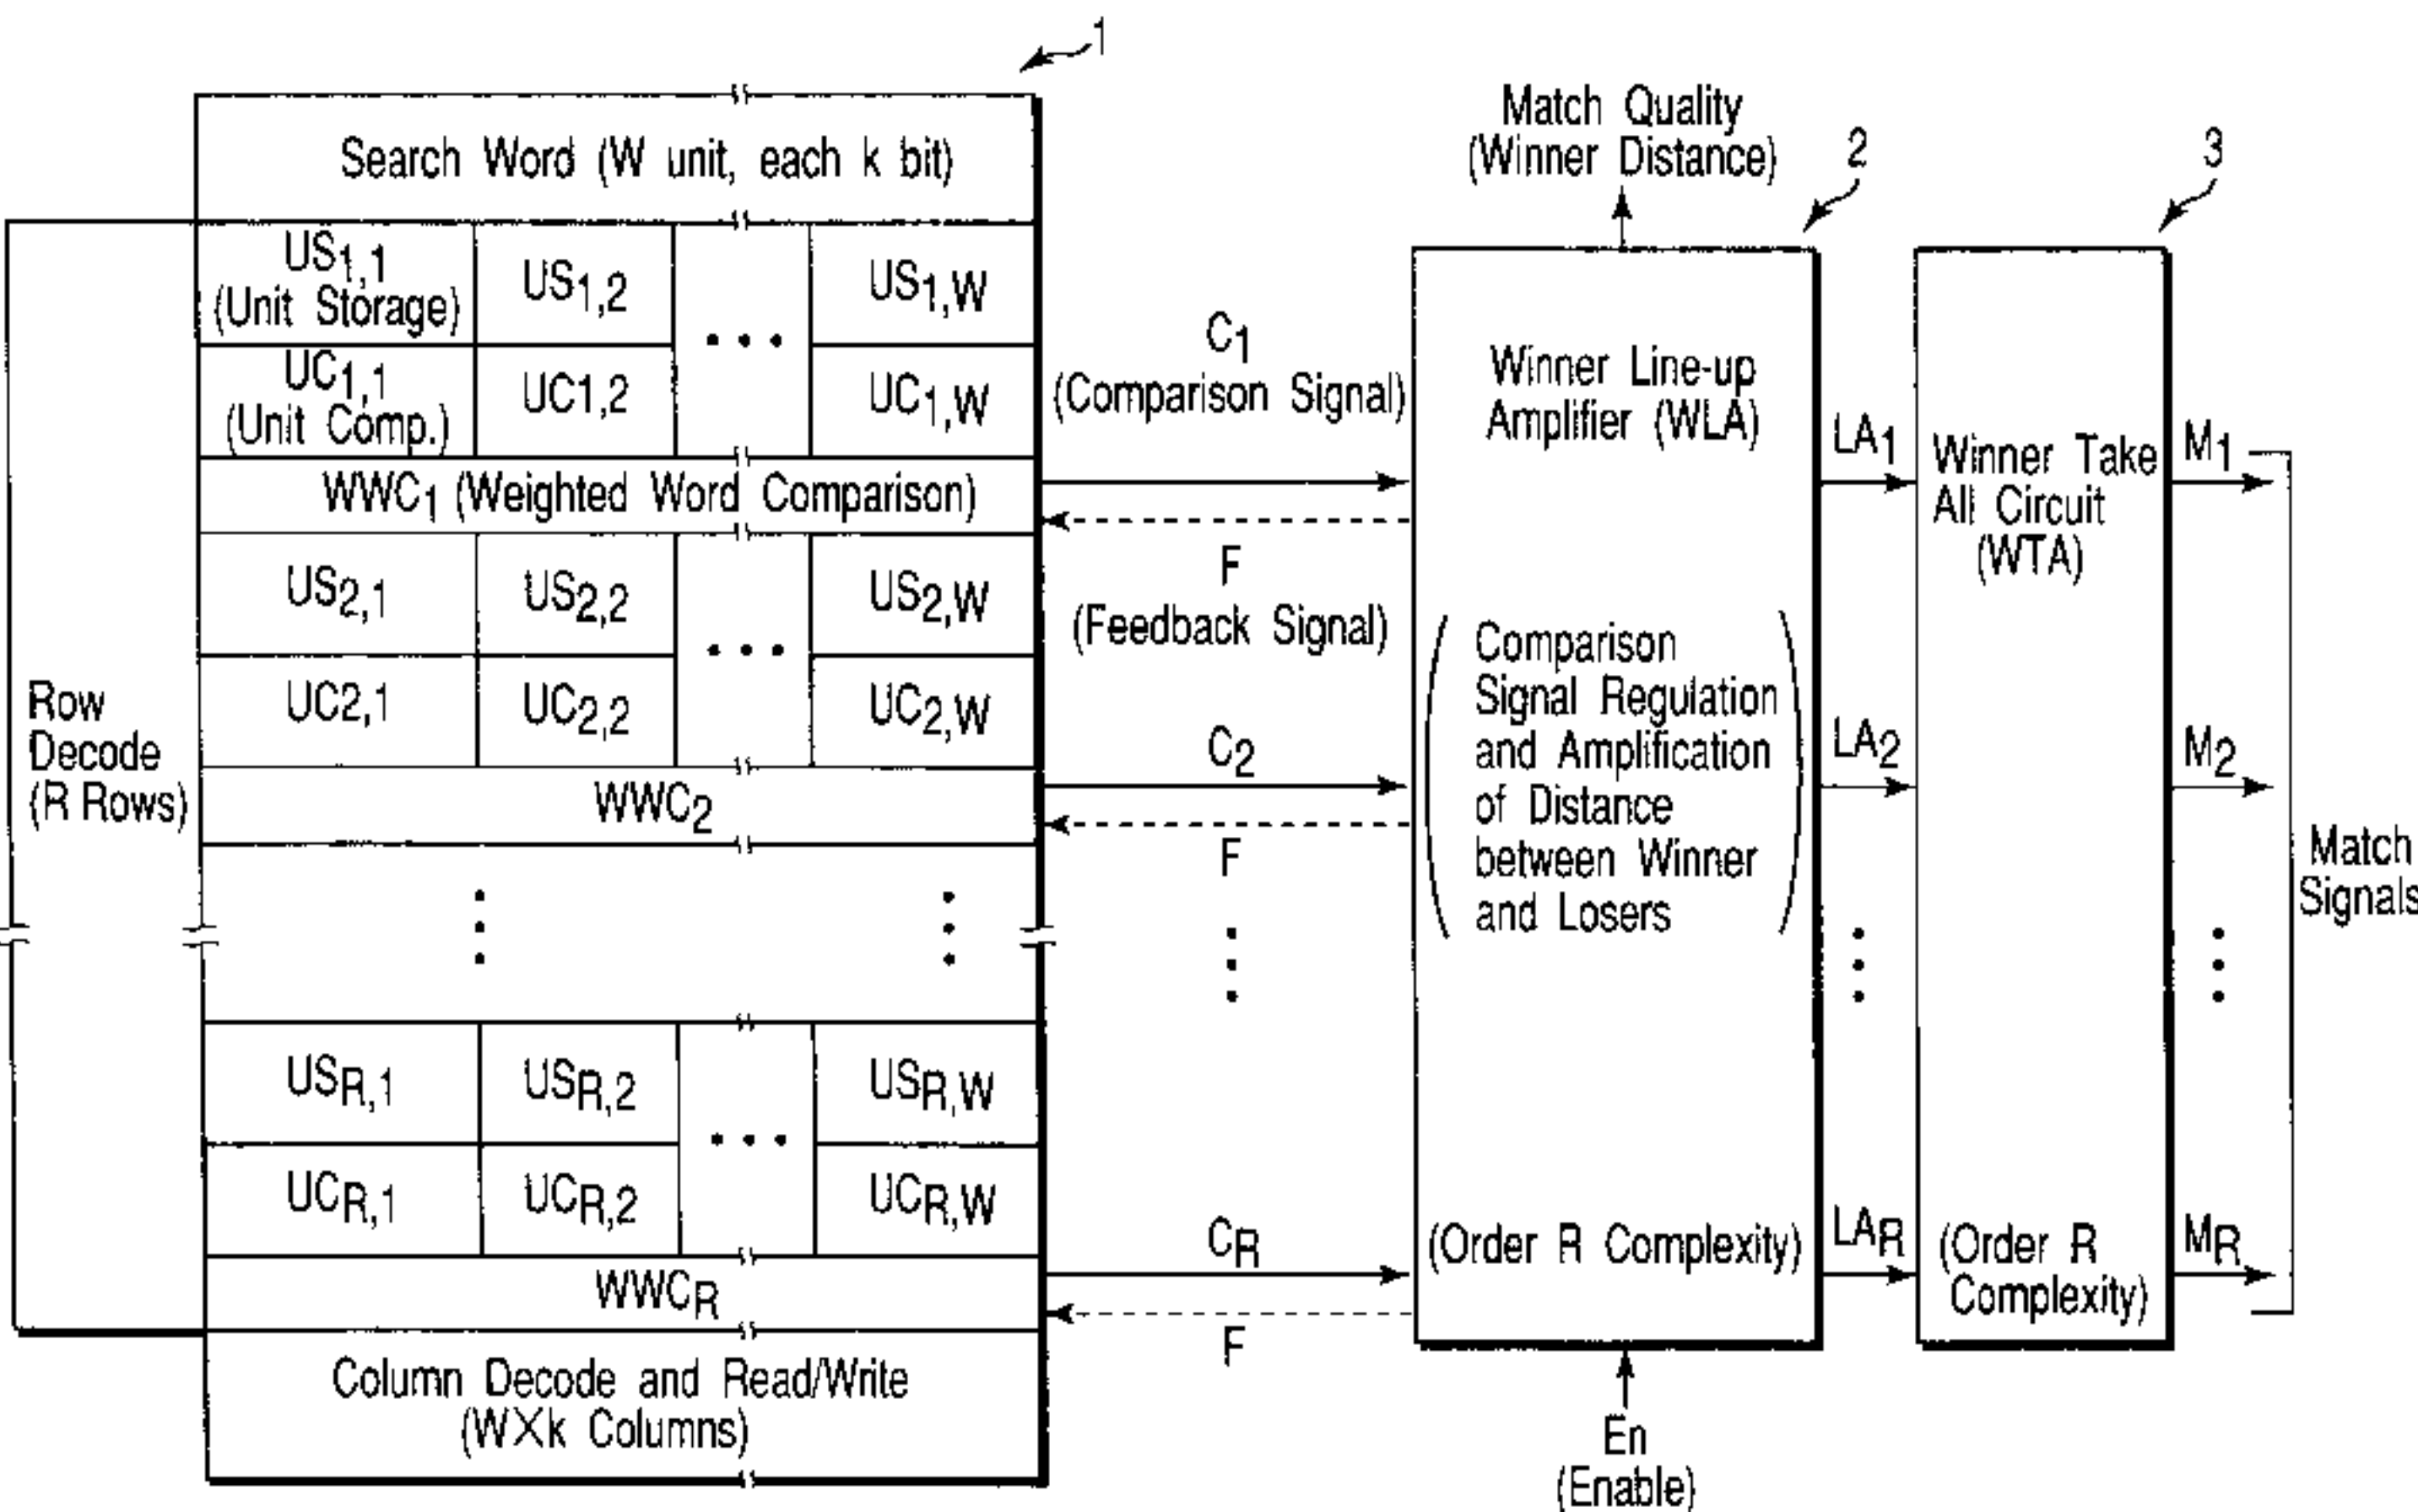 1
Search Word (W unit, each k bit)
US1,1
(Unit Storage)
US1,2
US1,W
• • •
UC1,1
(Unit Comp.)
UC1,2
UC1,W
WWC1 (Weighted Word Comparison)
US2,1
US2,2
US2,W
• • •
UC2,1
UC2,2
UC2,W
WWC2
USR,1
USR,2
USR,W
• • •
UCR,1
UCR,2
UCR,W
WWCR
Column Decode and Read/Write
(W×k Columns)
Row
Decode
(R Rows)
C1
(Comparison Signal)
F
(Feedback Signal)
C2
F
CR
F
Match Quality
(Winner Distance)
2
Winner Line-up
Amplifier (WLA)
Comparison
Signal Regulation
and Amplification
of Distance
between Winner
and Losers
(Order R Complexity)
En
(Enable)
LA1
LA2
LAR
3
Winner Take
All Circuit
(WTA)
(Order R
Complexity)
M1
M2
MR
Match
Signals